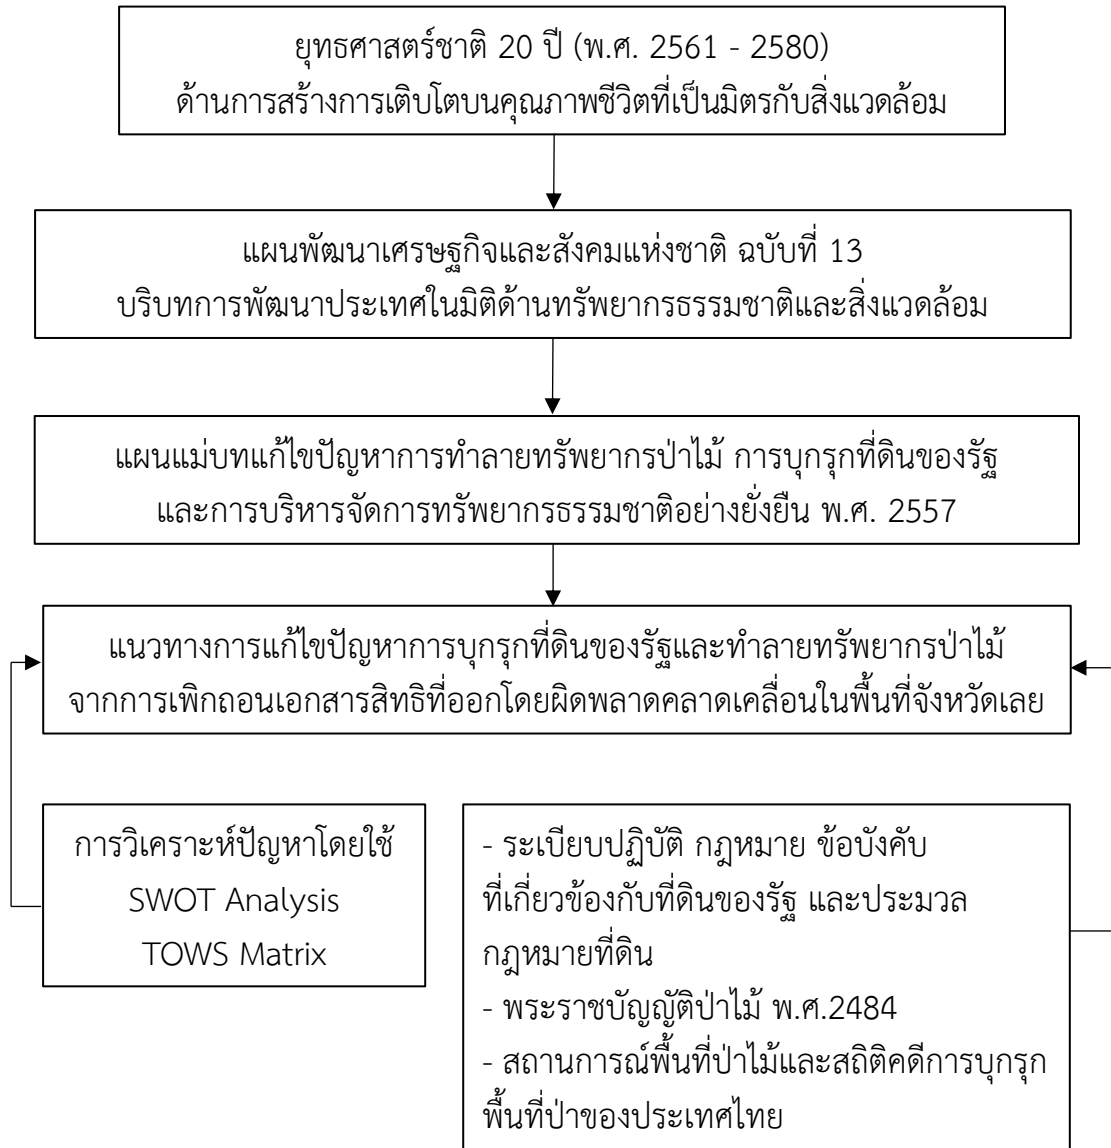 ยุทธศาสตร์ชาติ 20 ปี (พ.ศ. 2561 - 2580)
ด้านการสร้างการเติบโตบนคุณภาพชีวิตที่เป็นมิตรกับสิ่งแวดล้อม
แผนพัฒนาเศรษฐกิจและสังคมแห่งชาติ ฉบับที่ 13
บริบทการพัฒนาประเทศในมิติด้านทรัพยากรธรรมชาติและสิ่งแวดล้อม
แผนแม่บทแก้ไขปัญหาการทำลายทรัพยากรป่าไม้ การบุกรุกที่ดินของรัฐ
และการบริหารจัดการทรัพยากรธรรมชาติอย่างยั่งยืน พ.ศ. 2557
แนวทางการแก้ไขปัญหาการบุกรุกที่ดินของรัฐและทำลายทรัพยากรป่าไม้
จากการเพิกถอนเอกสารสิทธิที่ออกโดยผิดพลาดคลาดเคลื่อนในพื้นที่จังหวัดเลย
การวิเคราะห์ปัญหาโดยใช้
SWOT Analysis
TOWS Matrix
- ระเบียบปฏิบัติ กฎหมาย ข้อบังคับ
ที่เกี่ยวข้องกับที่ดินของรัฐ และประมวล
กฎหมายที่ดิน
- พระราชบัญญัติป่าไม้ พ.ศ.2484
- สถานการณ์พื้นที่ป่าไม้และสถิติคดีการบุกรุก
พื้นที่ป่าของประเทศไทย